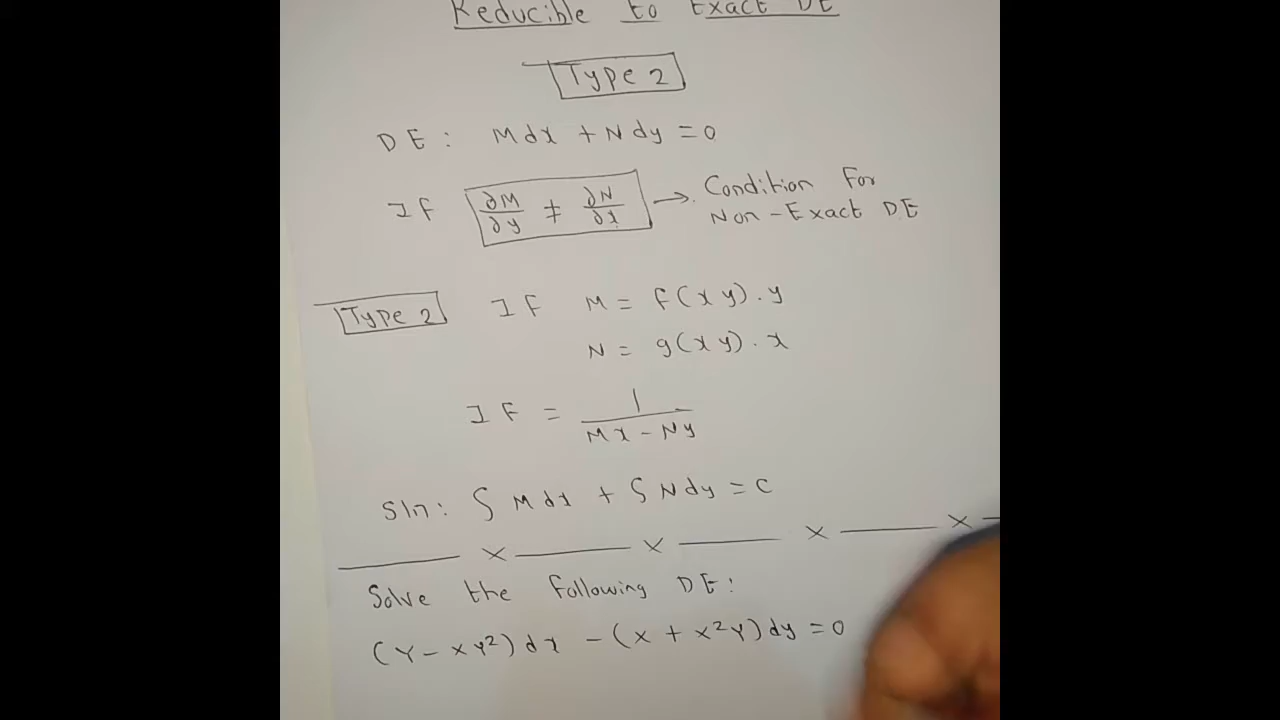 Reducible to Exact DE
Type 2
DE: Mdx + Ndy = 0
IF ∂M/∂y ≠ ∂N/∂x → Condition For
Non-Exact DE
Type 2 IF M = f(xy).y
N = g(xy).x
IF = 1/(Mx - Ny)
Sln: ∫ Mdx + ∫ Ndy = C
Solve the following DE:
(y - xy²)dx - (x + x²y)dy = 0